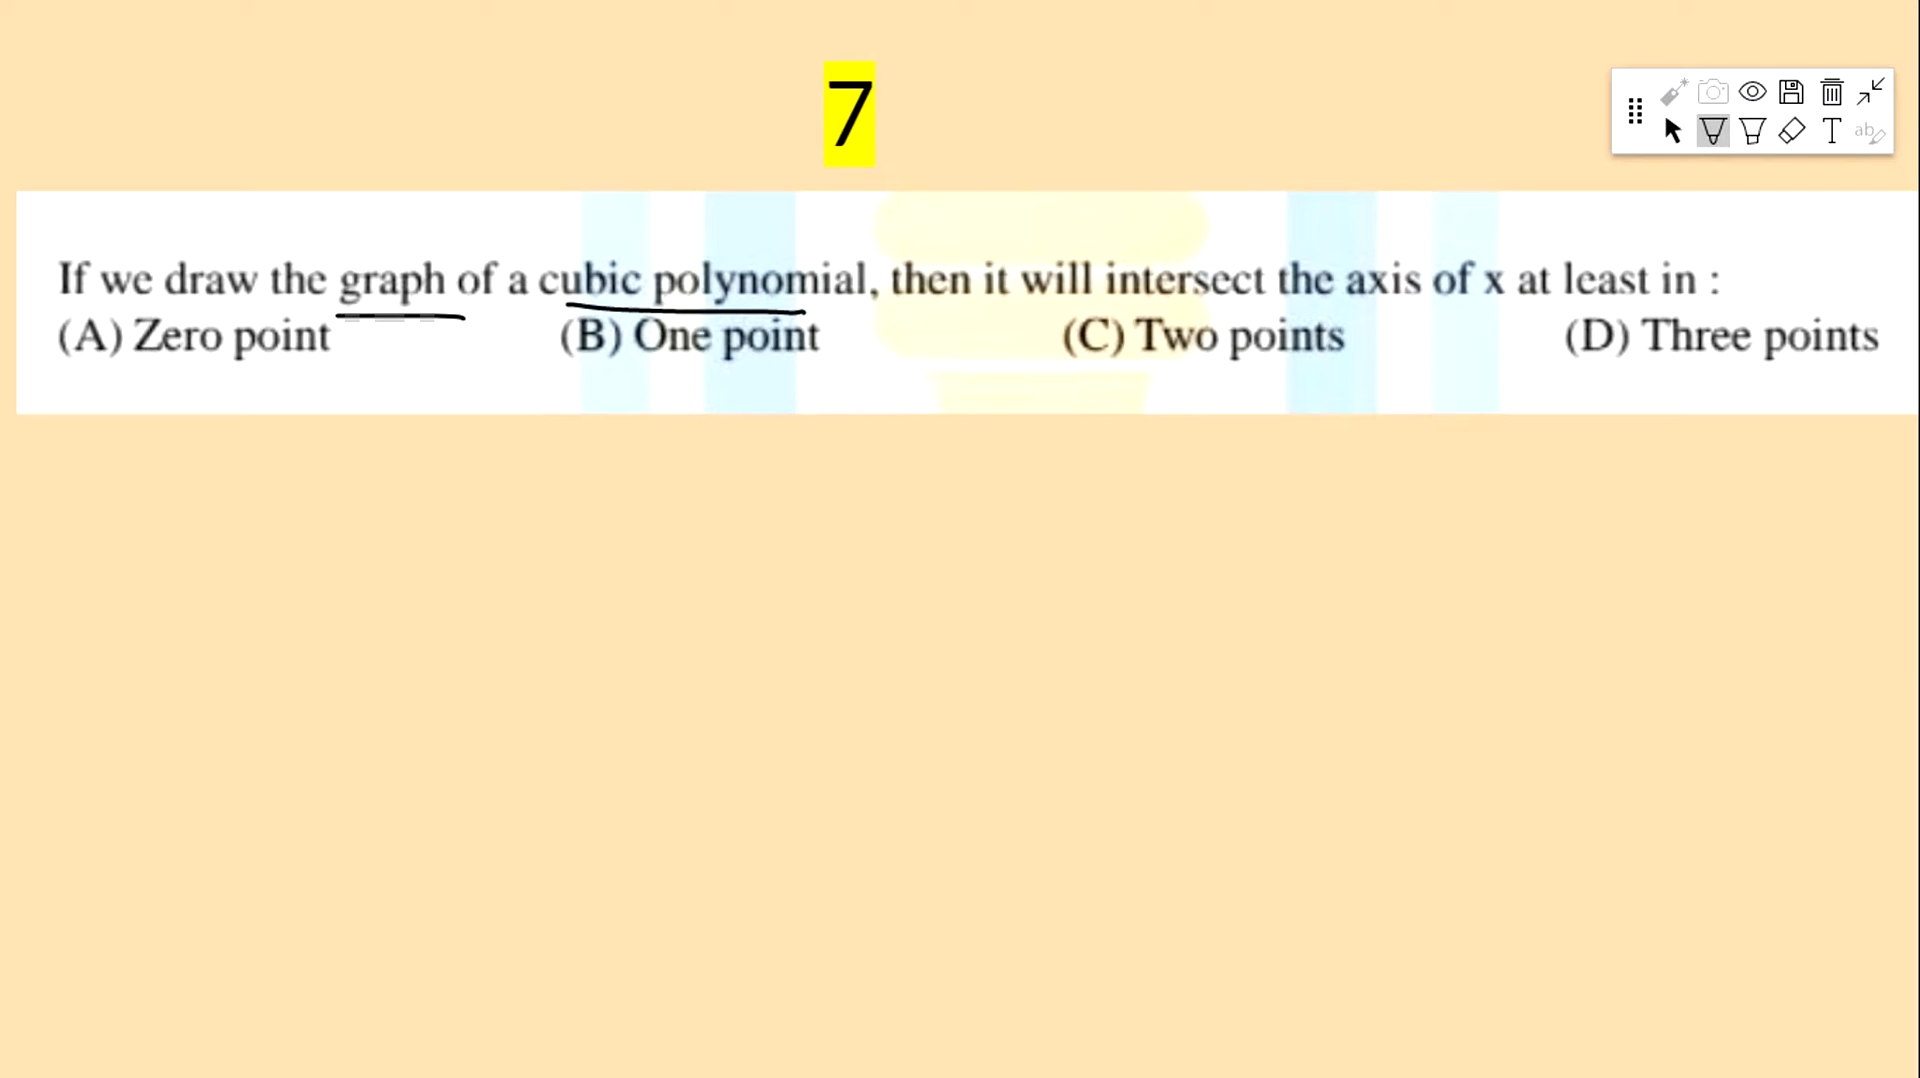 7
If we draw the graph of a cubic polynomial, then it will intersect the axis of x at least in :
(A) Zero point (B) One point (C) Two points (D) Three points
T
ab